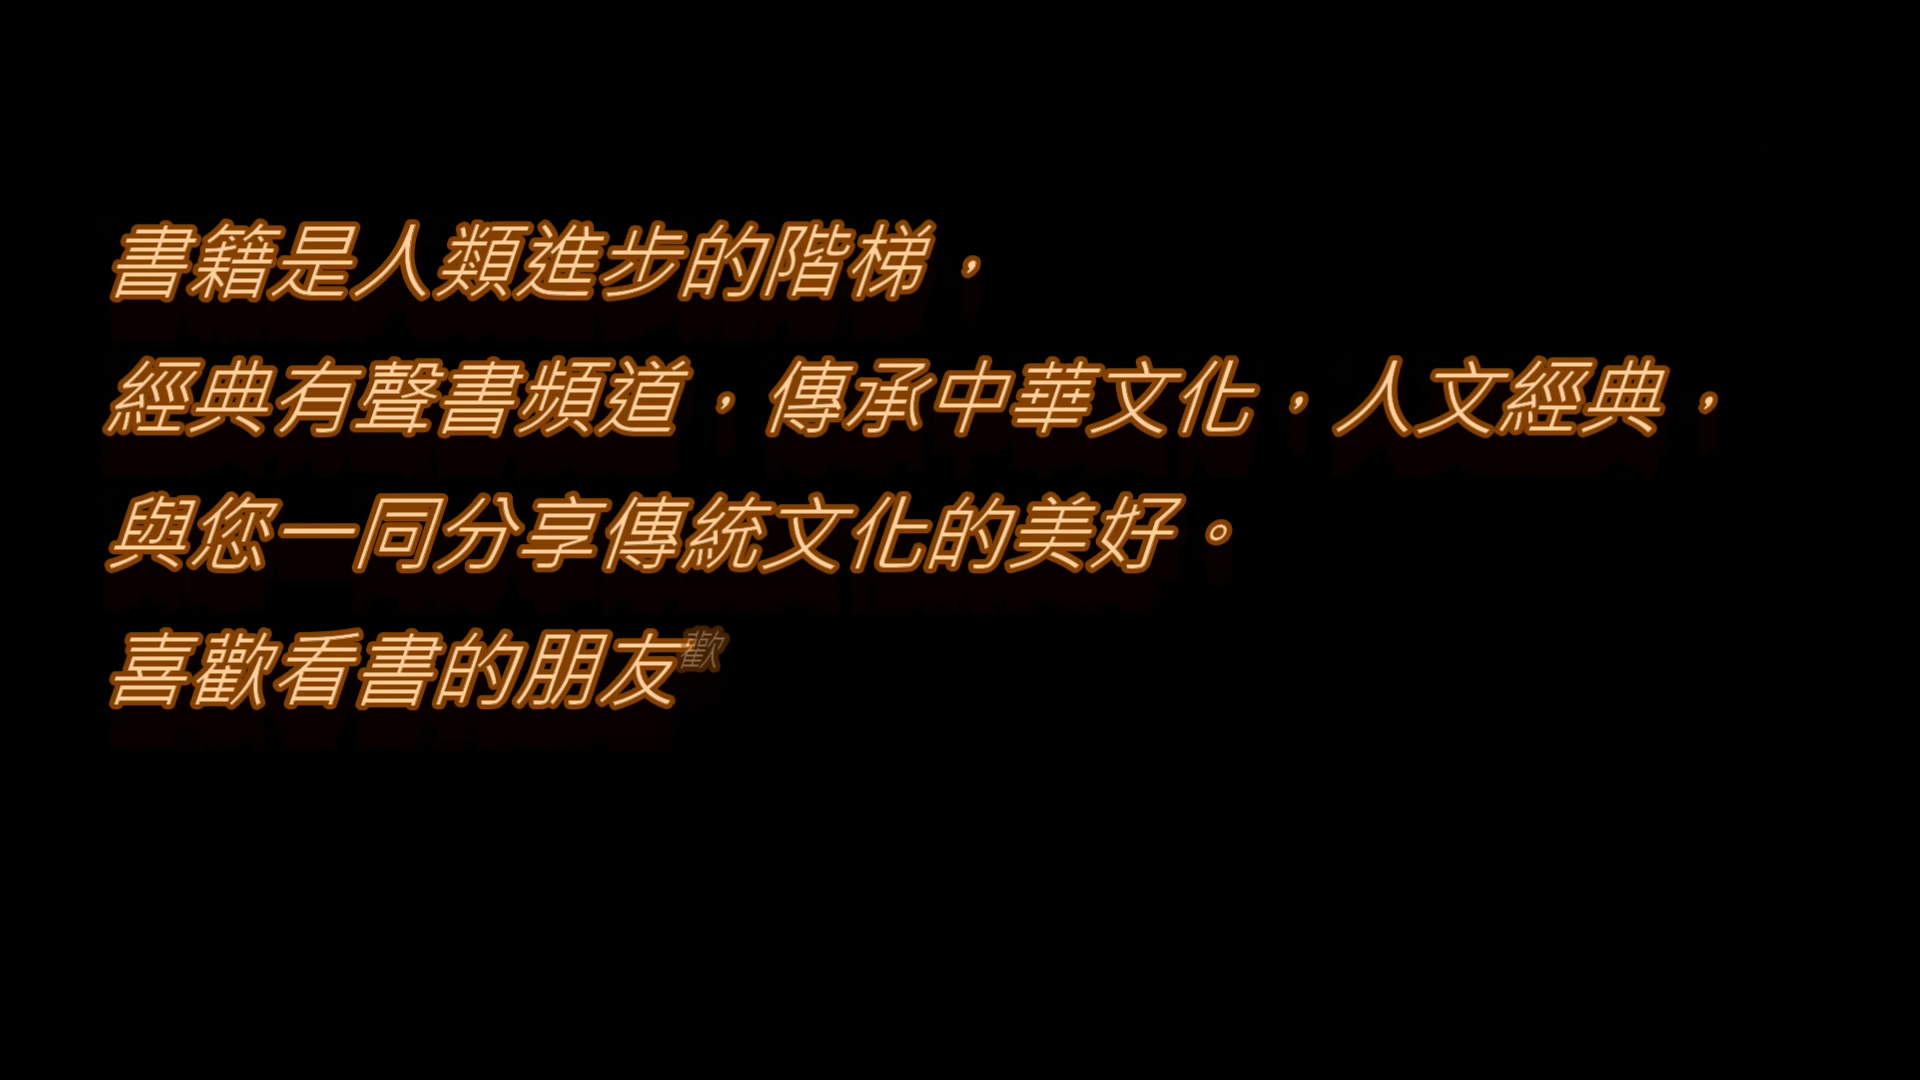 書籍是人類進步的階梯，
經典有聲書頻道，傳承中華文化，人文經典，
與您一同分享傳統文化的美好。
喜歡看書的朋友歡